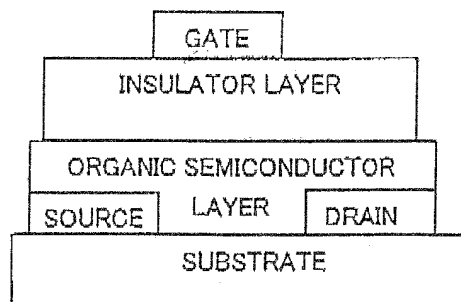 GATE
INSULATOR LAYER
ORGANIC SEMICONDUCTOR
SOURCE LAYER DRAIN
SUBSTRATE